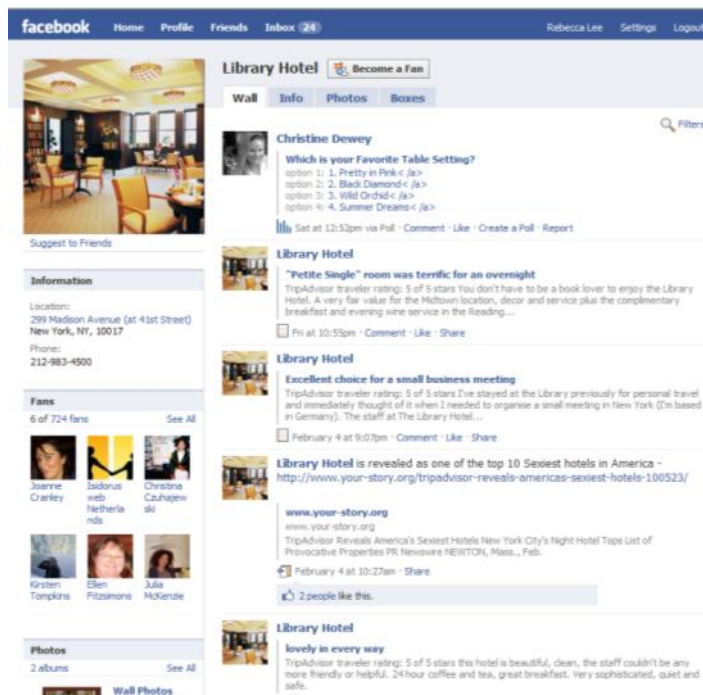 facebook Home Profile Friends Inbox 24 Rebecca Lee Settings Logout
Library Hotel Become a Fan
Wall Info Photos Boxes
Filters
Christine Dewey
Which is your Favorite Table Setting?
option 1: 1. Pretty in Pink< /a>
option 2: 2. Black Diamond< /a>
option 3: 3. Wild Orchid< /a>
option 4: 4. Summer Dreams< /a>
Sat at 12:52pm via Poll · Comment · Like · Create a Poll · Report
Suggest to Friends
Information
Location:
299 Madison Avenue (at 41st Street)
New York, NY, 10017
Phone:
212-983-4500
Fans
6 of 724 fans See All
Joanne
Cranley
Isidorus
web
Netherla
nds
Christina
Czuhajew
ski
Kirsten
Tompkins
Ellen
Fitzsimons
Julia
McKenzie
Photos
2 albums See All
Wall Photos
Library Hotel
"Petite Single" room was terrific for an overnight
TripAdvisor traveler rating: 5 of 5 stars You don't have to be a book lover to enjoy the Library
Hotel. A very fair value for the Midtown location, decor and service plus the complimentary
breakfast and evening wine service in the Reading...
Fri at 10:55pm · Comment · Like · Share
Library Hotel
Excellent choice for a small business meeting
TripAdvisor traveler rating: 5 of 5 stars I've stayed at the Library previously for personal travel
and immediately thought of it when I needed to organise a small meeting in New York (I'm based
in Germany). The staff at The Library Hotel...
February 4 at 9:07pm · Comment · Like · Share
Library Hotel is revealed as one of the top 10 Sexiest hotels in America -
http://www.your-story.org/tripadvisor-reveals-americas-sexiest-hotels-100523/
www.your-story.org
www.your-story.org
TripAdvisor Reveals America's Sexiest Hotels New York City's Night Hotel Tops List of
Provocative Properties PR Newswire NEWTON, Mass., Feb.
February 4 at 10:27am · Share
2 people like this.
Library Hotel
lovely in every way
TripAdvisor traveler rating: 5 of 5 stars this hotel is beautiful, clean, the staff couldn't be any
more friendly or helpful. 24 hour coffee and tea, great breakfast. Very sophisticated, quiet and
safe.